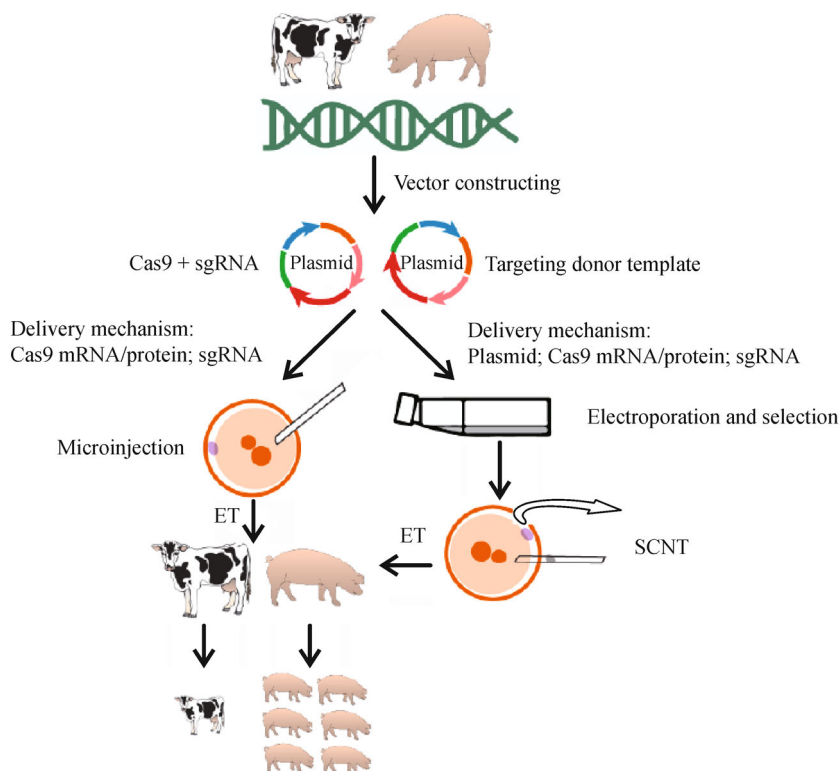 Vector constructing
Cas9 + sgRNA
Plasmid
Plasmid
Targeting donor template
Delivery mechanism:
Cas9 mRNA/protein; sgRNA
Delivery mechanism:
Plasmid; Cas9 mRNA/protein; sgRNA
Microinjection
Electroporation and selection
ET
ET
SCNT